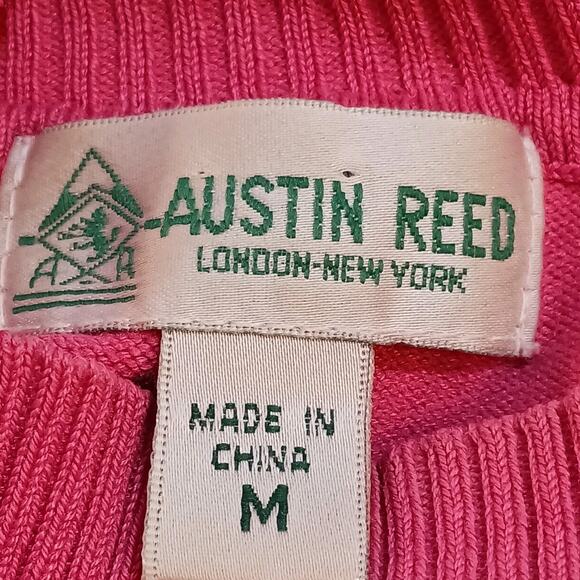 AUSTIN REED
LONDON-NEW YORK
A R
MADE IN
CHINA
M